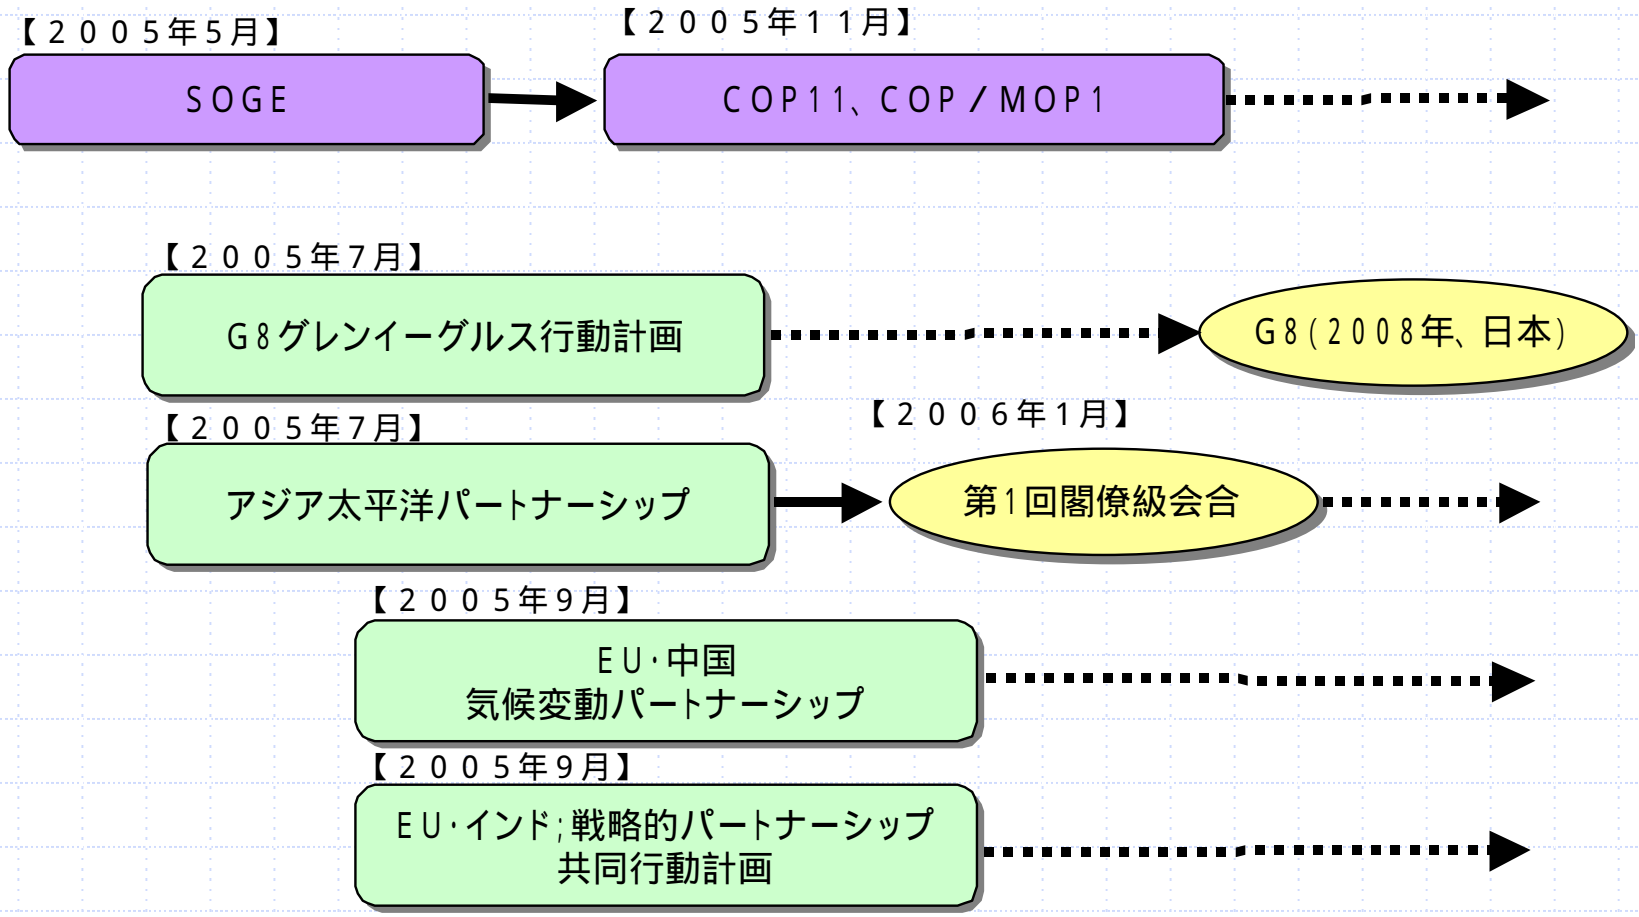 【２００５年５月】
【２００５年１１月】
ＳＯＧＥ
ＣＯＰ１１、ＣＯＰ／ＭＯＰ１
【２００５年７月】
Ｇ８グレンイーグルス行動計画
Ｇ８（２００８年、日本）
【２００５年７月】
【２００６年１月】
アジア太平洋パートナーシップ
第１回閣僚級会合
【２００５年９月】
ＥＵ・中国
気候変動パートナーシップ
【２００５年９月】
ＥＵ・インド；戦略的パートナーシップ
共同行動計画